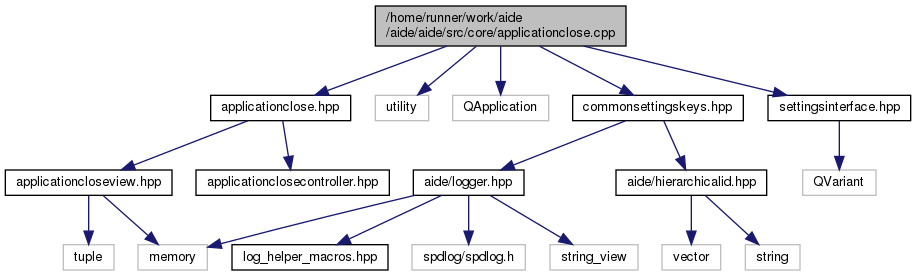 /home/runner/work/aide
/aide/aide/src/core/applicationclose.cpp
applicationclose.hpp
utility
QApplication
commonsettingskeys.hpp
settingsinterface.hpp
applicationcloseview.hpp
applicationclosecontroller.hpp
aide/logger.hpp
aide/hierarchicalid.hpp
QVariant
tuple
memory
log_helper_macros.hpp
spdlog/spdlog.h
string_view
vector
string